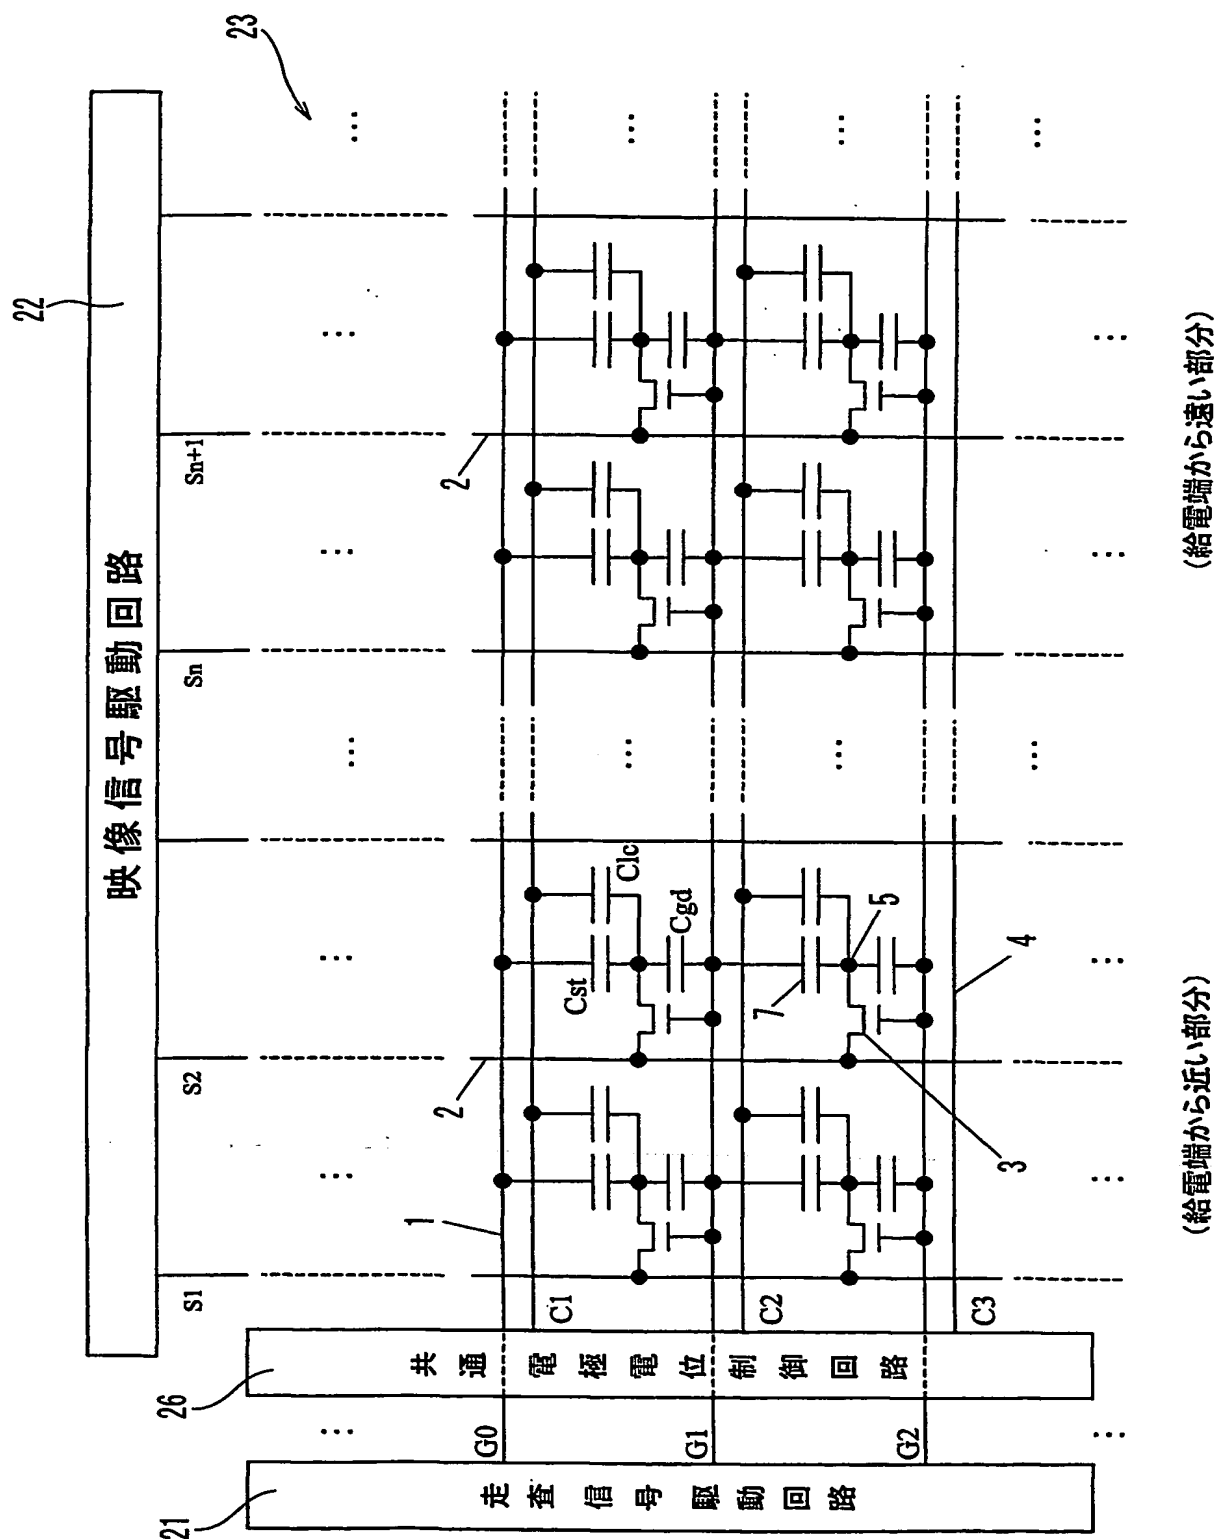 23
22
映像信号駆動回路
S1
S2
Sn
Sn+1
2
2
1
Cst
Clc
Cgd
7
5
3
4
C1
C2
C3
26
共通電極電位制御回路
G0
G1
G2
21
走査信号駆動回路
(給電端から近い部分)
(給電端から遠い部分)